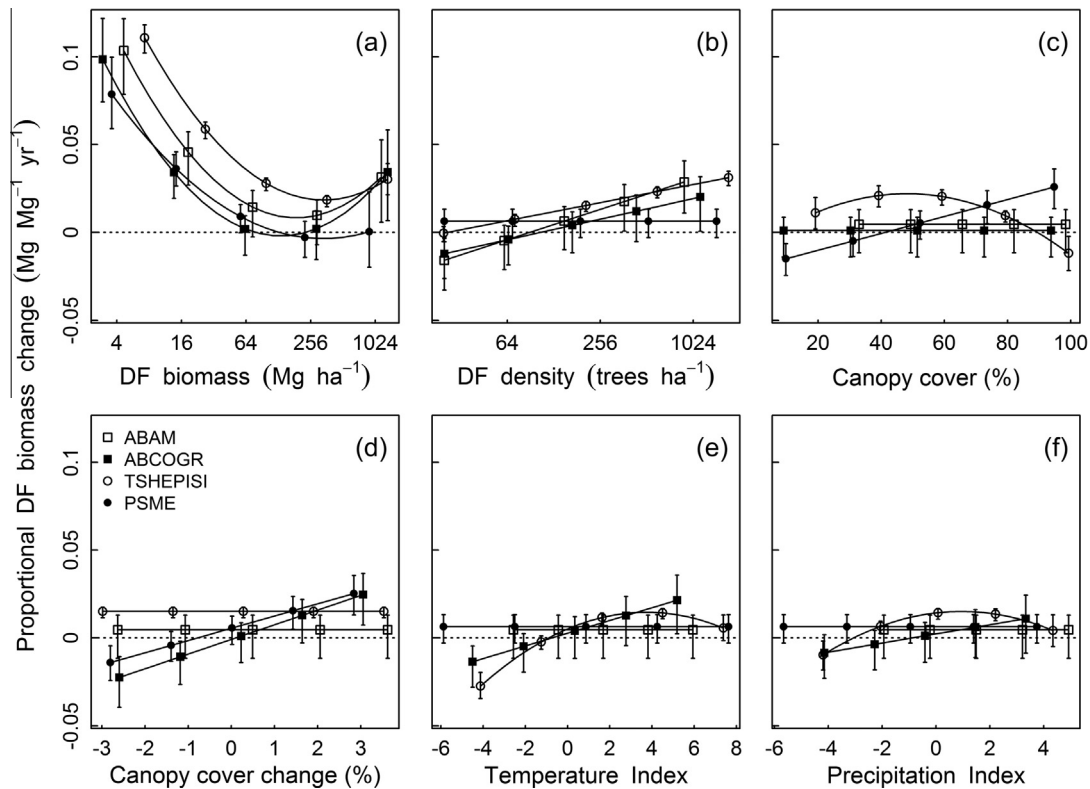 Proportional DF biomass change (Mg Mg⁻¹ yr⁻¹)
(a)
0.1
0.05
0
-0.05
4 16 64 256 1024
DF biomass (Mg ha⁻¹)
(b)
64 256 1024
DF density (trees ha⁻¹)
(c)
20 40 60 80 100
Canopy cover (%)
(d)
ABAM
ABCOGR
TSHEPISI
PSME
0.1
0.05
0
-0.05
-3 -2 -1 0 1 2 3
Canopy cover change (%)
(e)
-6 -4 -2 0 2 4 6 8
Temperature Index
(f)
-6 -4 -2 0 2 4
Precipitation Index